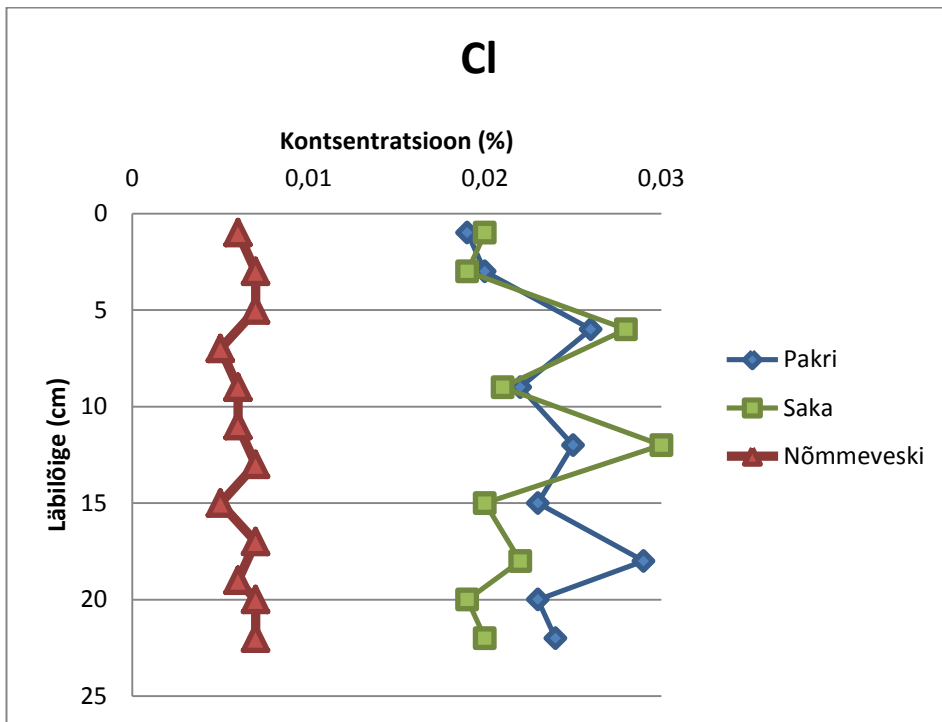 Cl
Kontsentratsioon (%)
0 0,01 0,02 0,03
0
5
10
15
20
25
Läbilõige (cm)
Pakri
Saka
Nõmmeveski